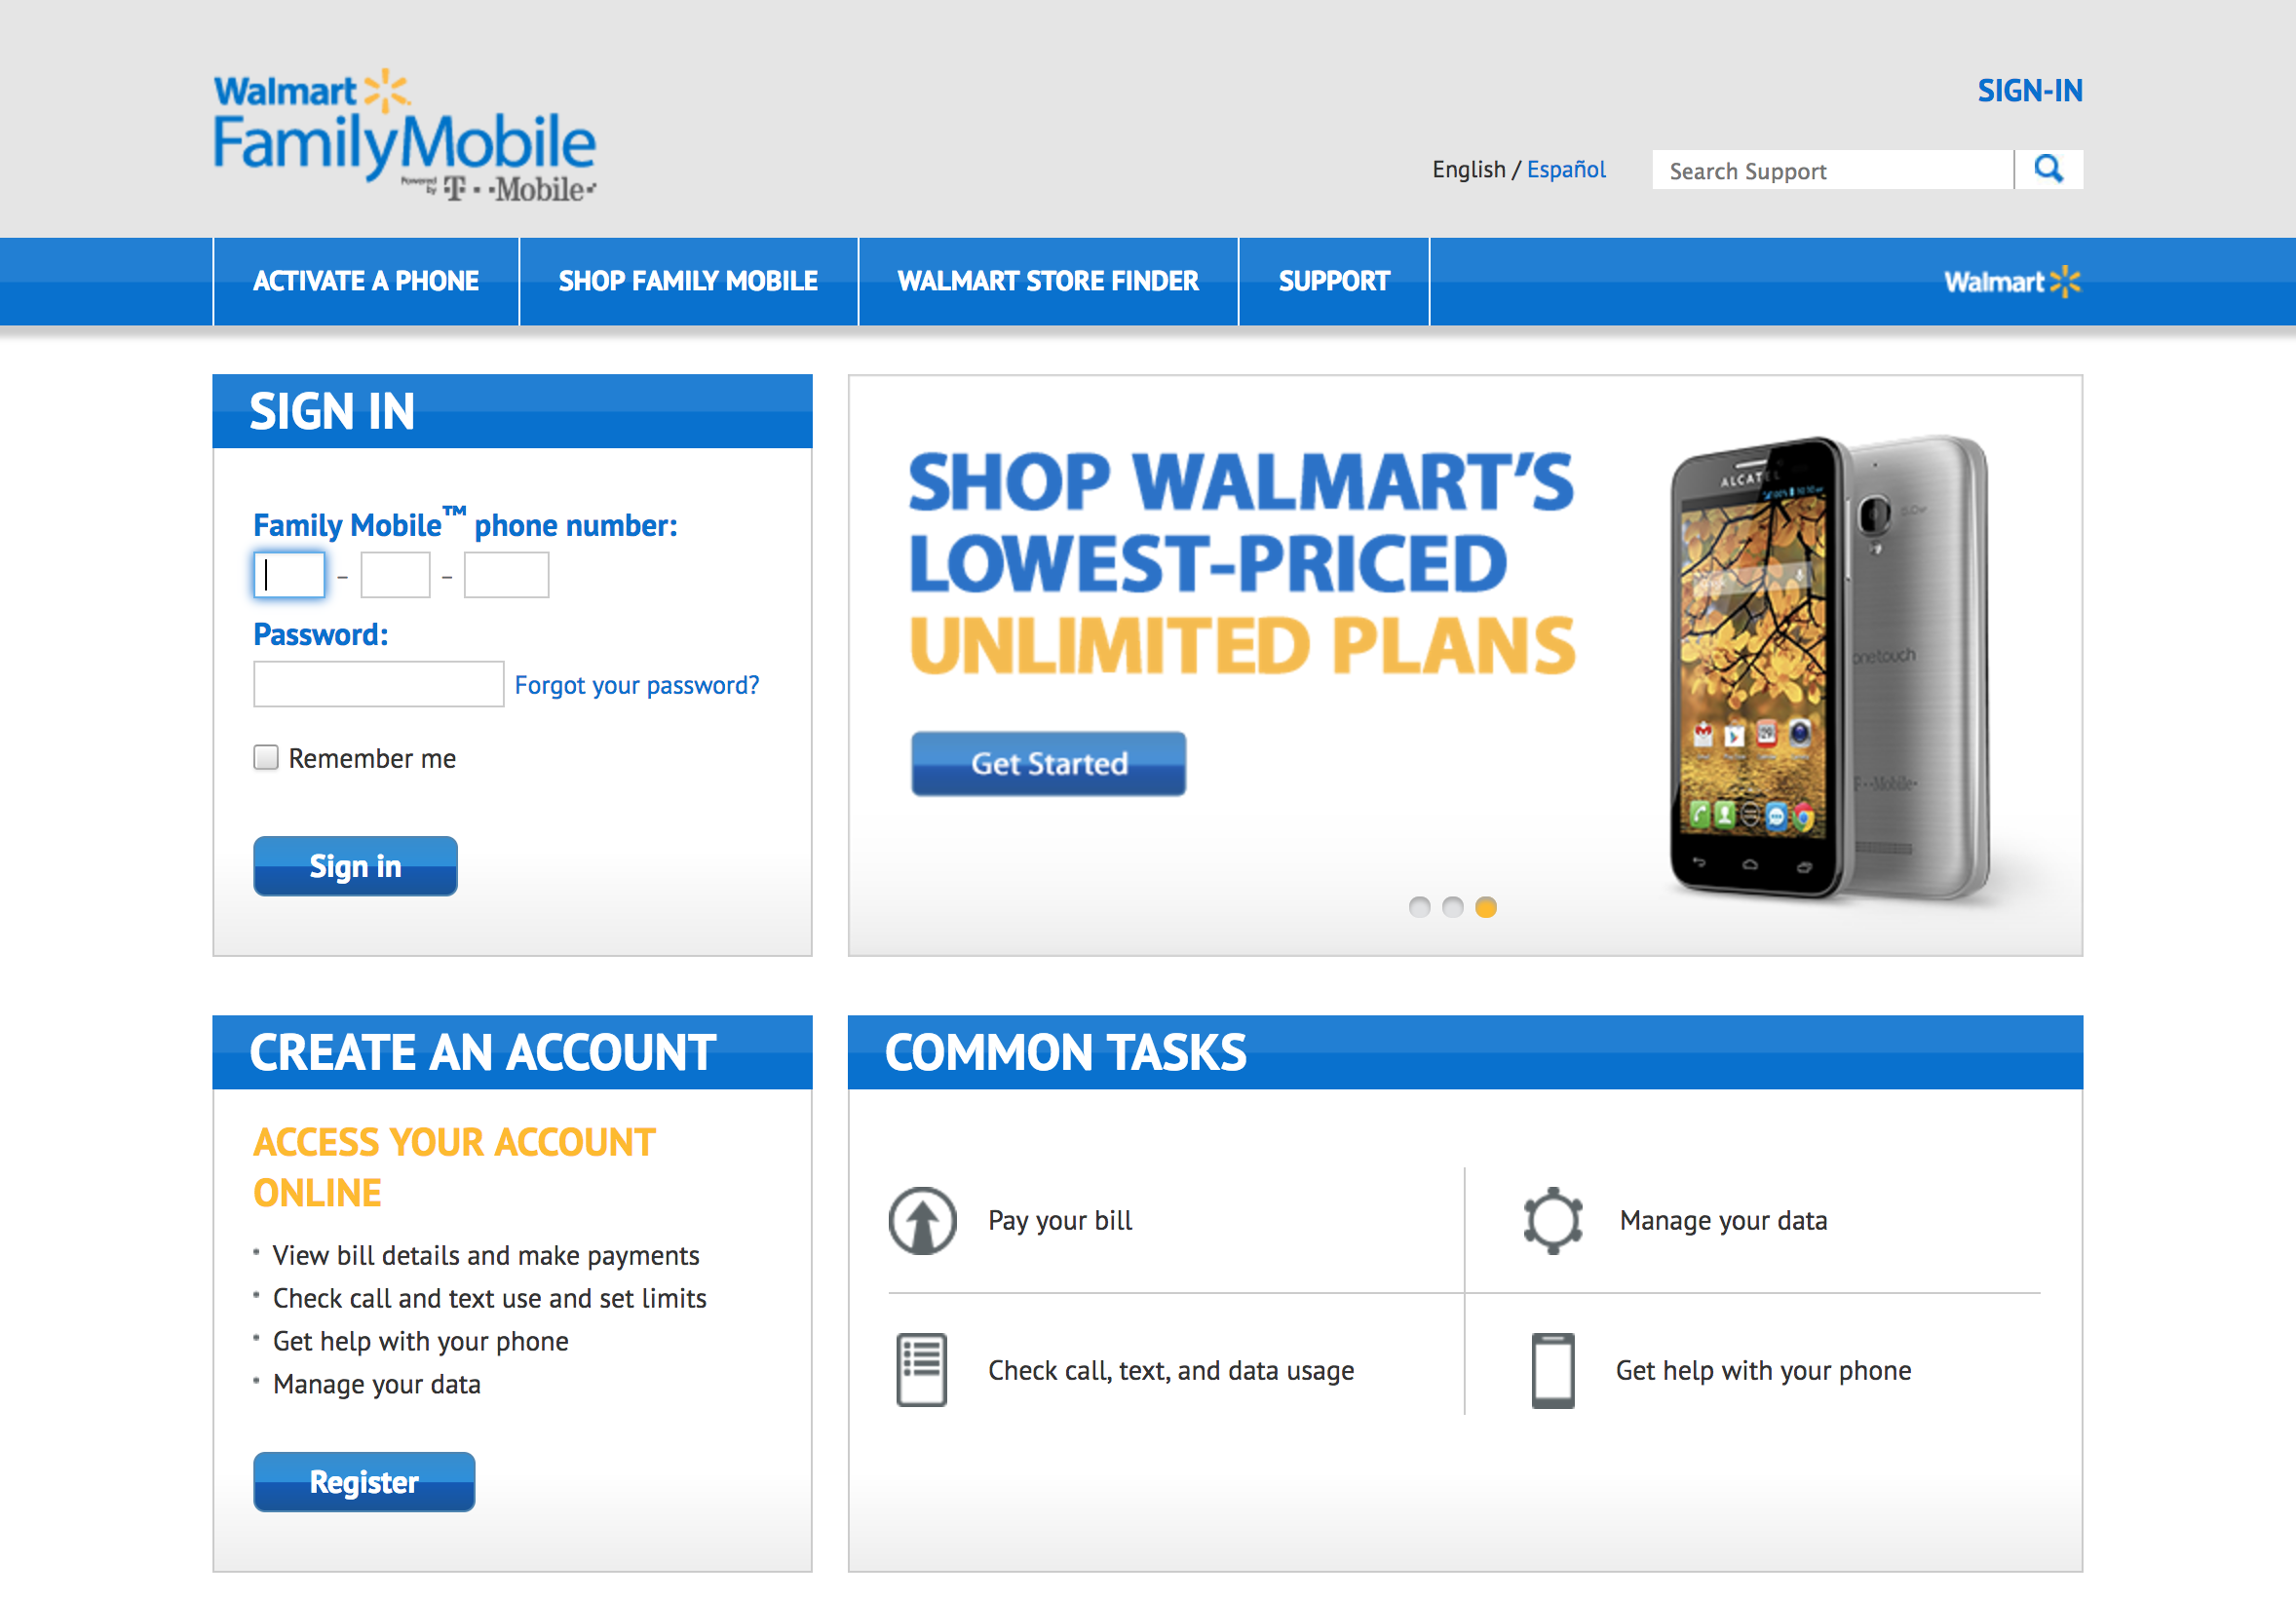 Walmart
FamilyMobile
Powered by T··Mobile·
SIGN-IN
English / Español
Search Support
ACTIVATE A PHONE
SHOP FAMILY MOBILE
WALMART STORE FINDER
SUPPORT
Walmart
SIGN IN
Family Mobile™ phone number:
– –
Password:
Forgot your password?
Remember me
Sign in
SHOP WALMART'S
LOWEST-PRICED
UNLIMITED PLANS
Get Started
ALCATEL
onetouch
T··Mobile·
CREATE AN ACCOUNT
ACCESS YOUR ACCOUNT
ONLINE
• View bill details and make payments
• Check call and text use and set limits
• Get help with your phone
• Manage your data
Register
COMMON TASKS
Pay your bill
Manage your data
Check call, text, and data usage
Get help with your phone